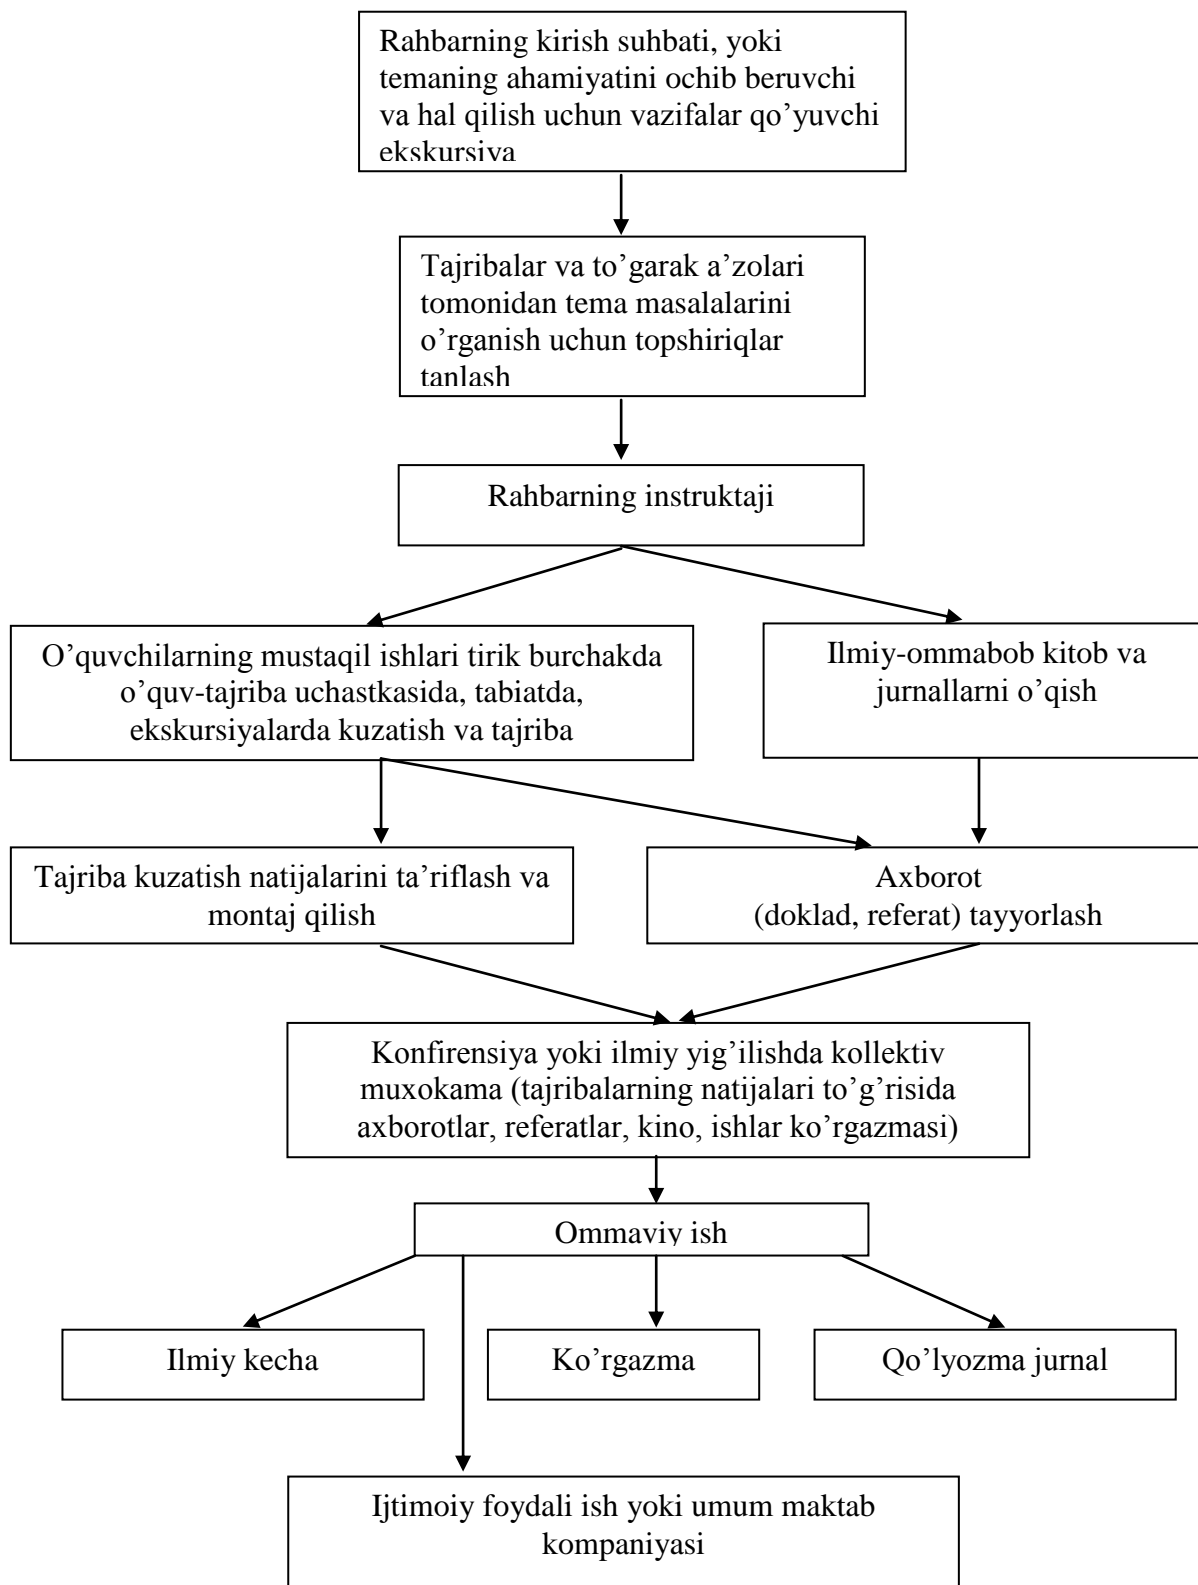 Rahbarning kirish suhbati, yoki
temaning ahamiyatini ochib beruvchi
va hal qilish uchun vazifalar qo’yuvchi
ekskursiya
Tajribalar va to’garak a’zolari
tomonidan tema masalalarini
o’rganish uchun topshiriqlar
tanlash
Rahbarning instruktaji
O’quvchilarning mustaqil ishlari tirik burchakda
o’quv-tajriba uchastkasida, tabiatda,
ekskursiyalarda kuzatish va tajriba
Ilmiy-ommabob kitob va
jurnallarni o’qish
Tajriba kuzatish natijalarini ta’riflash va
montaj qilish
Axborot
(doklad, referat) tayyorlash
Konfirensiya yoki ilmiy yig’ilishda kollektiv
muxokama (tajribalarning natijalari to’g’risida
axborotlar, referatlar, kino, ishlar ko’rgazmasi)
Ommaviy ish
Ilmiy kecha
Ko’rgazma
Qo’lyozma jurnal
Ijtimoiy foydali ish yoki umum maktab
kompaniyasi